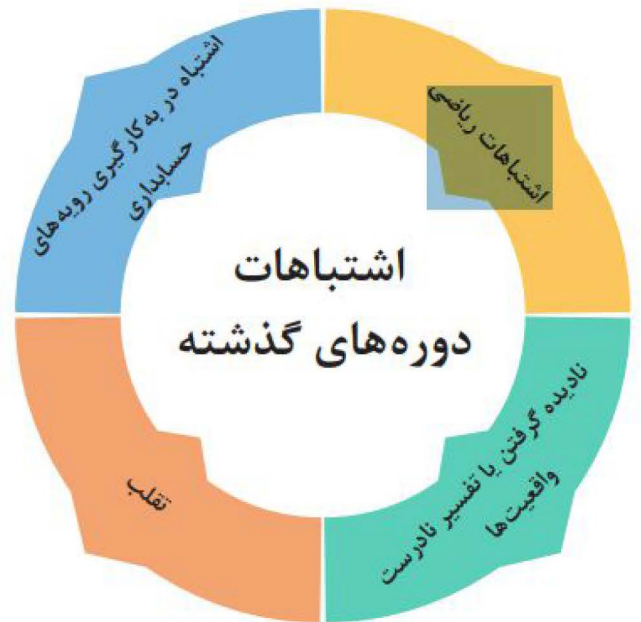 اشتباهات
دوره‌های گذشته
اشتباهات ریاضی
نادیده گرفتن یا تفسیر نادرست
واقعیت‌ها
تقلب
اشتباه در به‌کارگیری رویه‌های
حسابداری